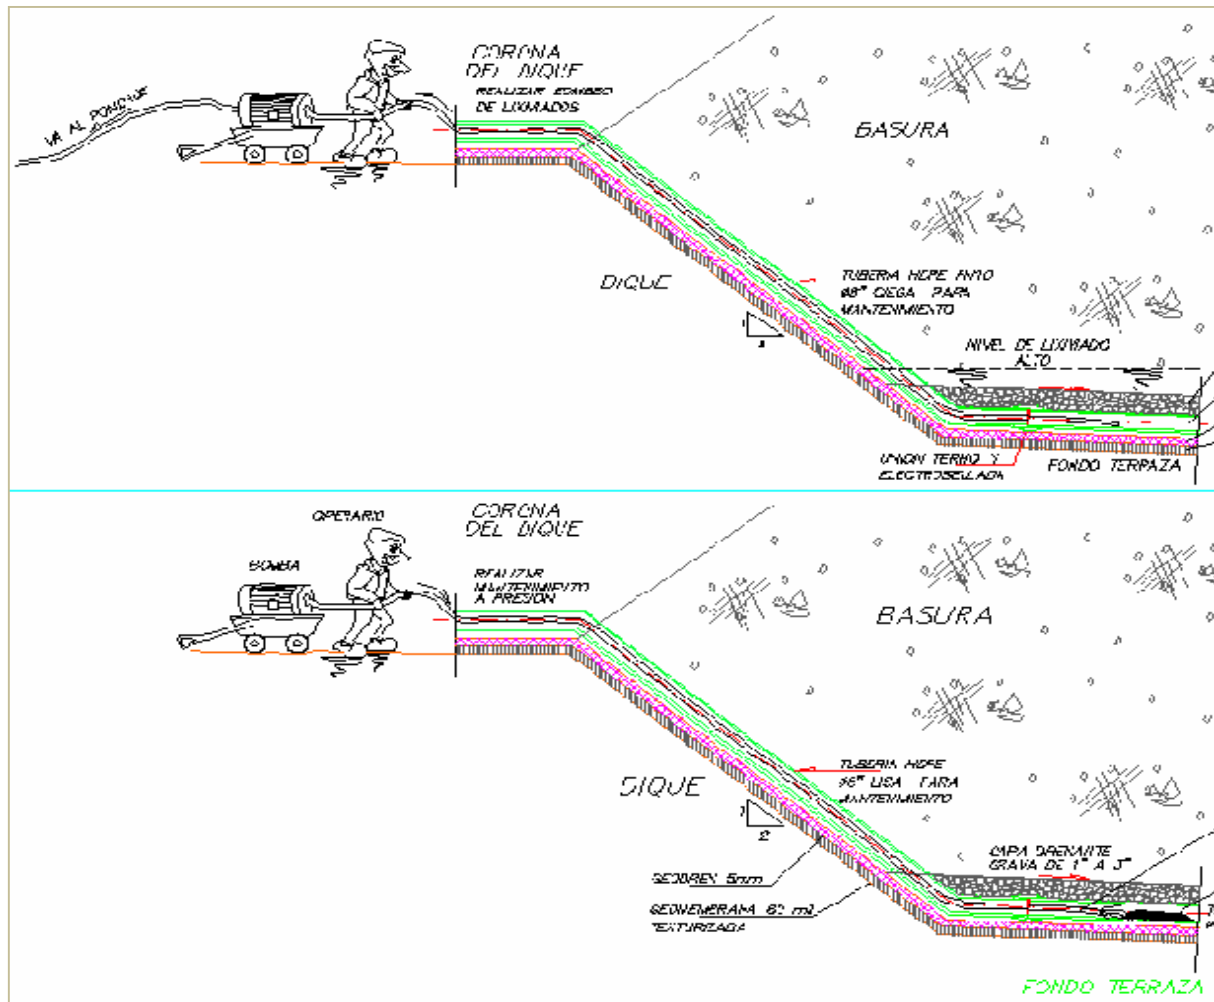 CORONA
DEL DIQUE
REALIZAR BOMBEO
DE LIXIVIADOS
VA AL PONDAJE
BASURA
DIQUE
TUBERIA HDPE
Ø8" CIEGA PARA
MANTENIMIENTO
NIVEL DE LIXIVIADO
ALTO
UNION TERMO Y
ELECTROSELLADA
FONDO TERRAZA
CORONA
DEL DIQUE
OPERARIO
BOMBA
REALIZAR
MANTENIMIENTO
A PRESION
BASURA
DIQUE
TUBERIA HDPE
LISA PARA
MANTENIMIENTO
1
2
CAPA DRENANTE
GRAVA DE 1" A 3"
GEODREN 5mm
GEOMEMBRANA
TEXTURIZADA
FONDO TERRAZA